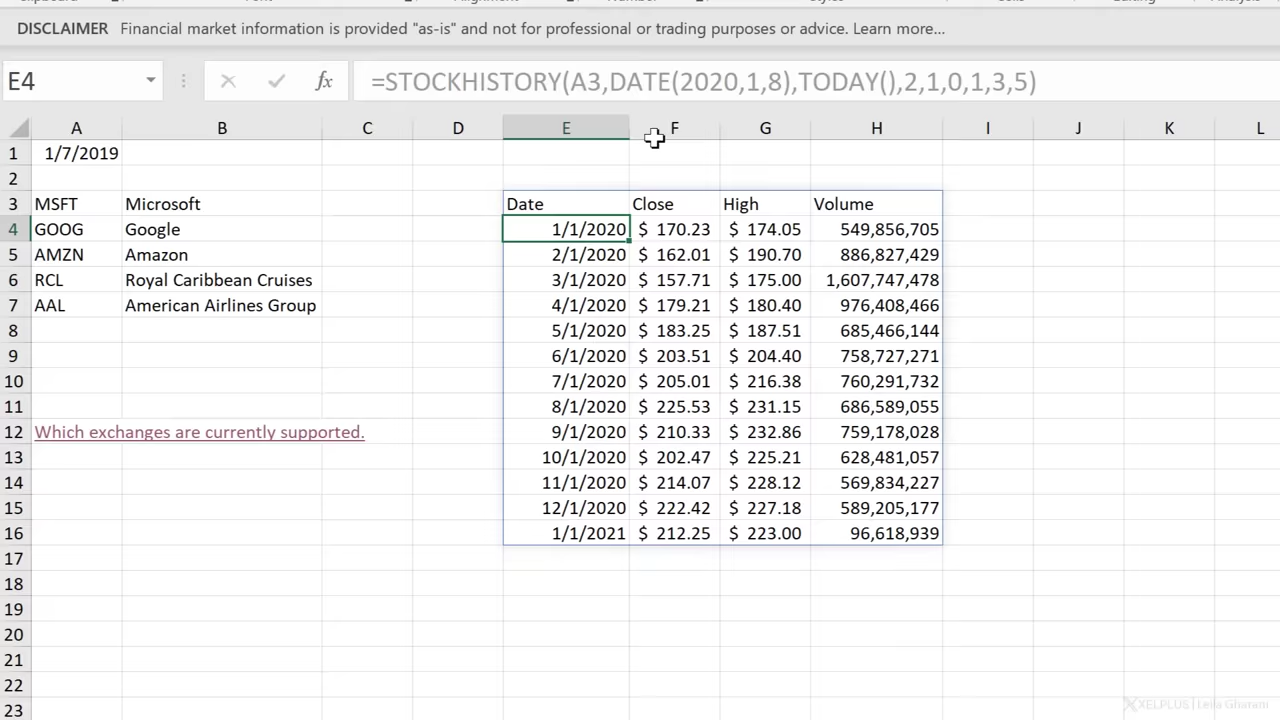 DISCLAIMER Financial market information is provided "as-is" and not for professional or trading purposes or advice. Learn more...
E4 fx =STOCKHISTORY(A3,DATE(2020,1,8),TODAY(),2,1,0,1,3,5)
A B C D E F G H I J K L
1 1/7/2019
2
3 MSFT Microsoft Date Close High Volume
4 GOOG Google 1/1/2020 $ 170.23 $ 174.05 549,856,705
5 AMZN Amazon 2/1/2020 $ 162.01 $ 190.70 886,827,429
6 RCL Royal Caribbean Cruises 3/1/2020 $ 157.71 $ 175.00 1,607,747,478
7 AAL American Airlines Group 4/1/2020 $ 179.21 $ 180.40 976,408,466
8 5/1/2020 $ 183.25 $ 187.51 685,466,144
9 6/1/2020 $ 203.51 $ 204.40 758,727,271
10 7/1/2020 $ 205.01 $ 216.38 760,291,732
11 8/1/2020 $ 225.53 $ 231.15 686,589,055
12 Which exchanges are currently supported. 9/1/2020 $ 210.33 $ 232.86 759,178,028
13 10/1/2020 $ 202.47 $ 225.21 628,481,057
14 11/1/2020 $ 214.07 $ 228.12 569,834,227
15 12/1/2020 $ 222.42 $ 227.18 589,205,177
16 1/1/2021 $ 212.25 $ 223.00 96,618,939
17
18
19
20
21
22
23
XELPLUS | Leila Gharani